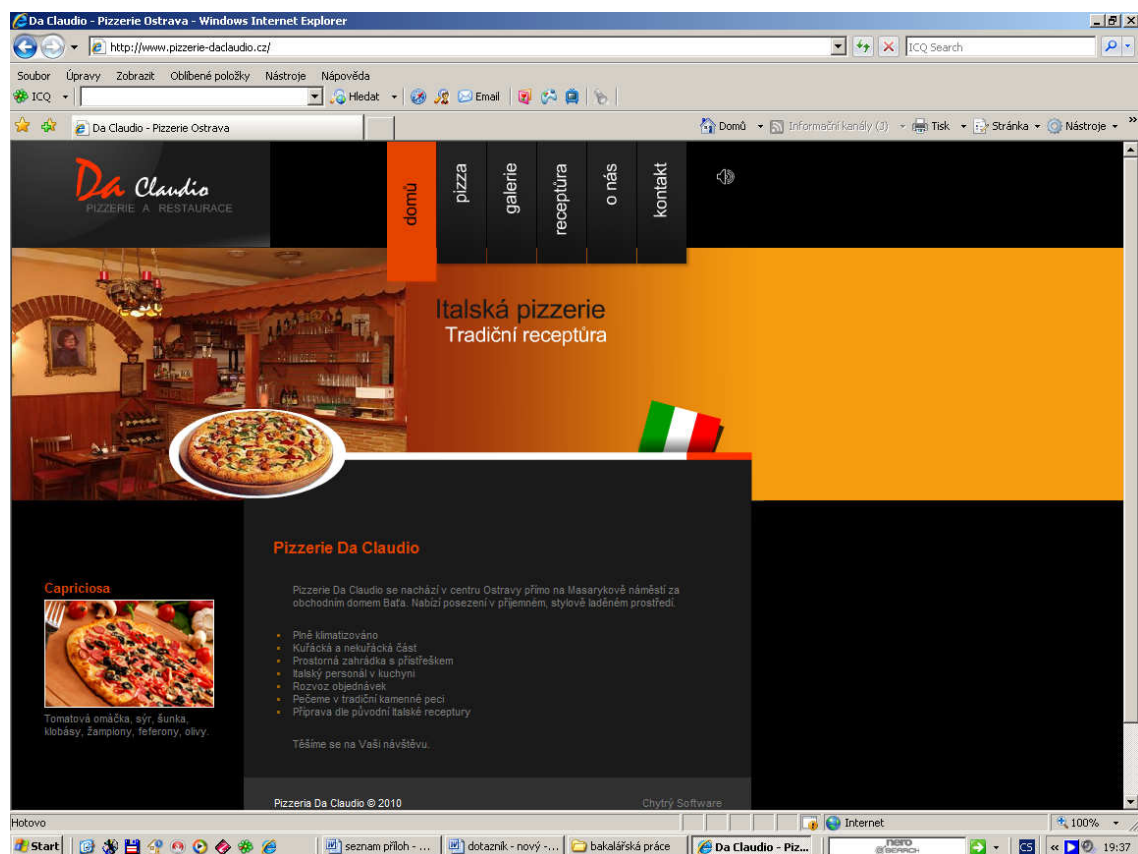 Da Claudio - Pizzerie Ostrava - Windows Internet Explorer
http://www.pizzerie-daclaudio.cz/
ICQ Search
Soubor Úpravy Zobrazit Oblíbené položky Nástroje Nápověda
ICQ Hledat Email
Da Claudio - Pizzerie Ostrava
Domů Informační kanály (J) Tisk Stránka Nástroje »
Da Claudio
PIZZERIE A RESTAURACE
domů
pizza
galerie
receptůra
o nás
kontakt
Italská pizzerie
Tradiční receptůra
Pizzerie Da Claudio
Capriciosa
Tomatová omáčka, sýr, šunka,
klobásy, žampiony, feferony, olivy.
Pizzerie Da Claudio se nachází v centru Ostravy přímo na Masarykově náměstí za
obchodním domem Baťa. Nabízí posezení v příjemném, stylově laděném prostředí.
Plně klimatizováno
Kuřácká a nekuřácká část
Prostorná zahrádka s přístřeškem
Italský personál v kuchyni
Rozvoz objednávek
Pečeme v tradiční kamenné peci
Příprava dle původní Italské receptury
Těšíme se na Vaši návštěvu.
Pizzeria Da Claudio © 2010
Chytrý Software
Hotovo
Internet
100%
Start
seznam příloh - ...
dotazník - nový -...
bakalářská práce
Da Claudio - Piz...
nero
SEARCH
CS
«
19:37